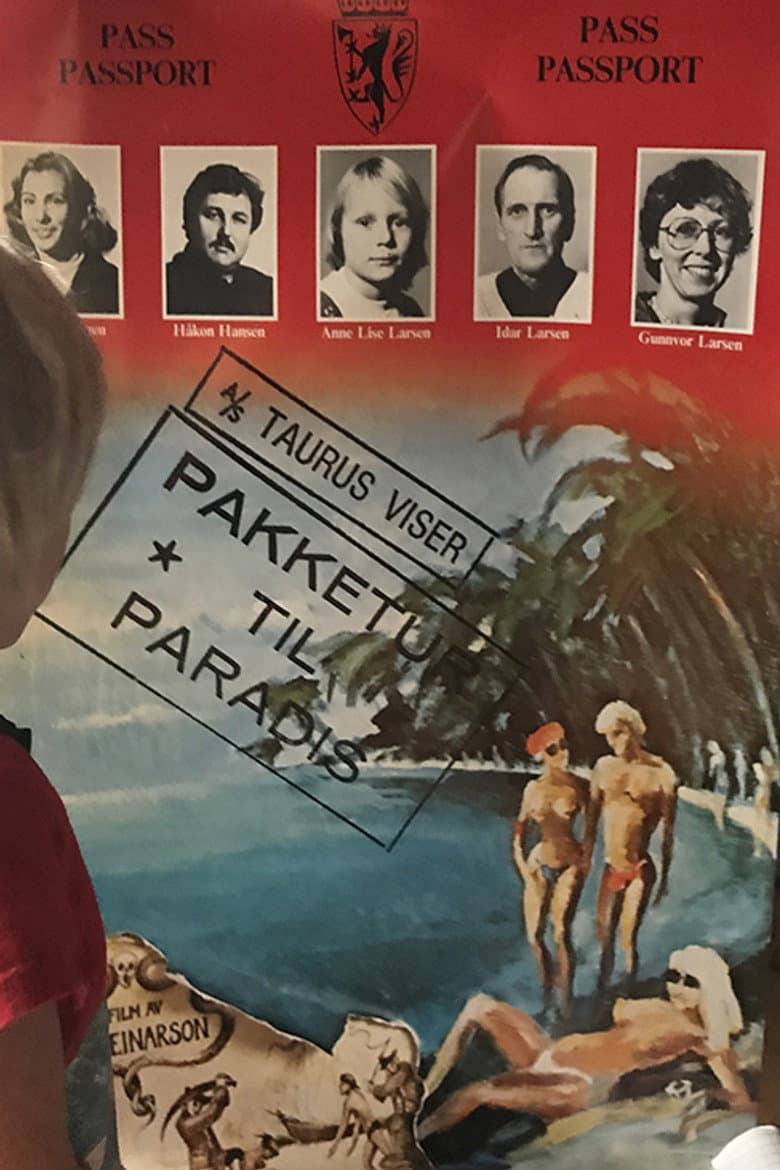 PASS
PASSPORT
PASS
PASSPORT
Håkon Hansen
Anne Lise Larsen
Idar Larsen
Gunnvor Larsen
A/S TAURUS VISER
PAKKETUR
★ TIL
PARADIS
FILM AV
EINARSON